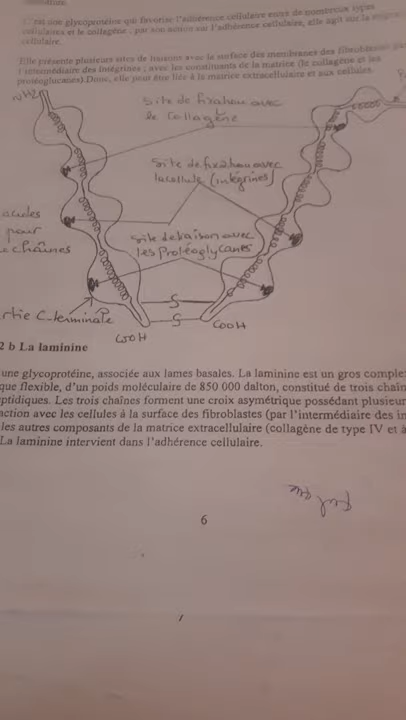 est une glycoprotéine qui favorise l'adhérence cellulaire entre de nombreux types
cellulaires et le collagène, par son action sur l'adhérence cellulaire, elle agit sur la
cellulaire.
Elle présente plusieurs sites de liaisons avec la surface des membranes des fibroblastes par
l'intermédiaire des intégrines ; avec les constituants de la matrice (le collagène et les
protéoglucanes) Donc, elle peut être liée à la matrice extracellulaire et aux cellules.
NH2
Site de fixation avec
le Collagène
Site de fixation avec
la cellule (intégrines)
acides
pour
chaînes
Site de liaison avec
les Protéoglycanes
S
S
rtie C-terminale
COOH
COOH
2 b La laminine
une glycoprotéine, associée aux lames basales. La laminine est un gros comple
que flexible, d'un poids moléculaire de 850 000 dalton, constitué de trois chaîn
ptidiques. Les trois chaînes forment une croix asymétrique possédant plusieur
action avec les cellules à la surface des fibroblastes (par l'intermédiaire des in
les autres composants de la matrice extracellulaire (collagène de type IV et à
La laminine intervient dans l'adhérence cellulaire.
6